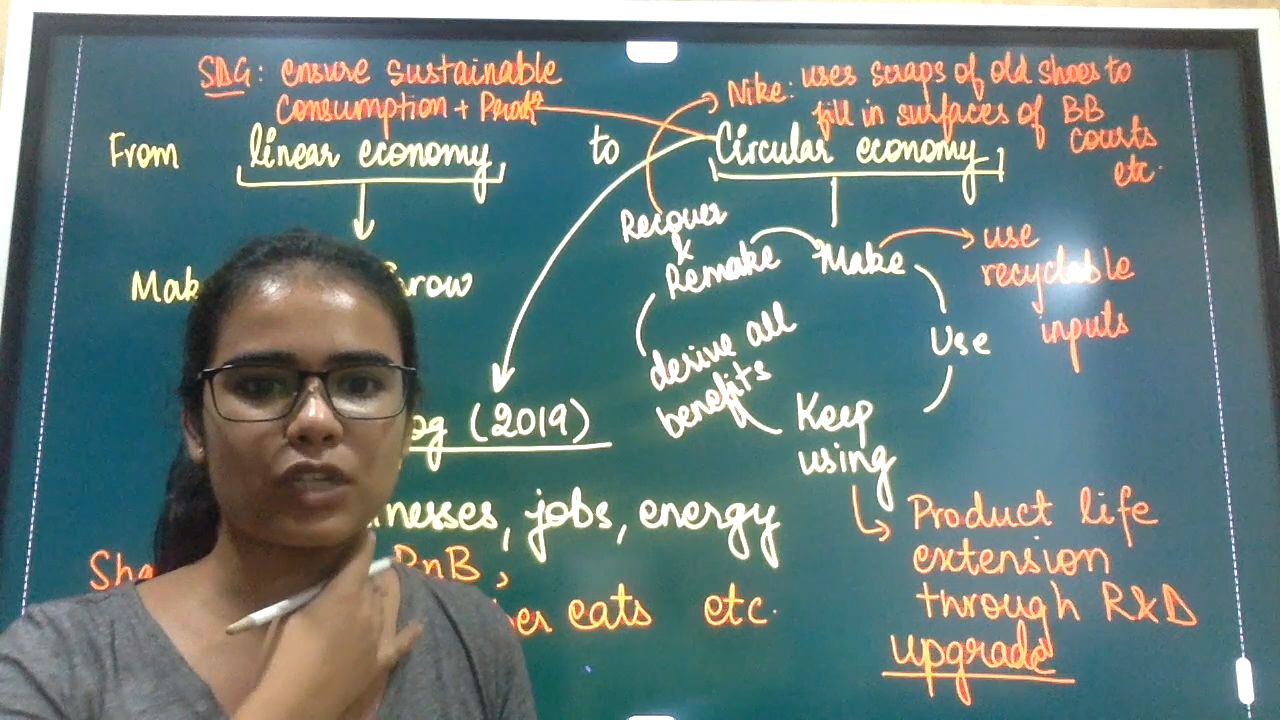 SDG: ensure sustainable
consumption + Prodⁿ
Nike: uses scraps of old shoes to
fill in surfaces of BB
courts
etc.
From linear economy to Circular economy
Recover
&
Remake
Make
use
recyclable
inputs
Use
derive all
benefits
Keep
using
(2019)
jobs, energy
BnB,
eats etc.
Product life
extension
through R&D
upgrade